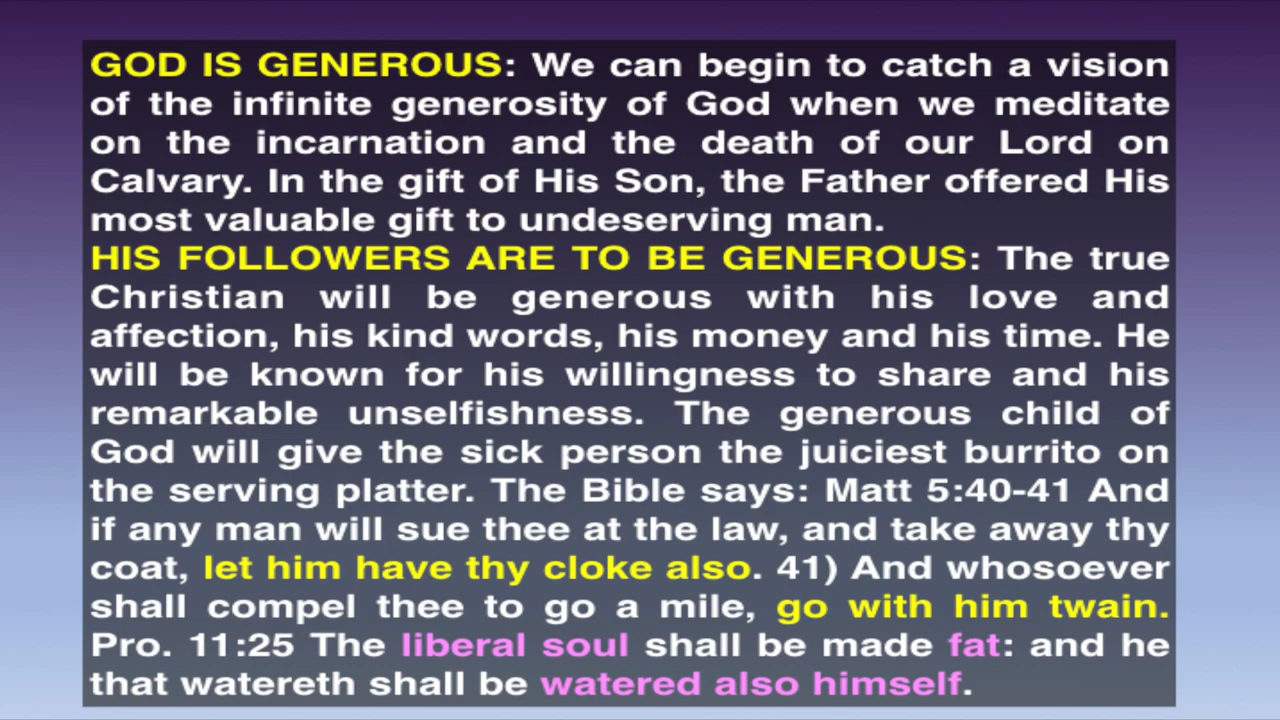 GOD IS GENEROUS: We can begin to catch a vision
of the infinite generosity of God when we meditate
on the incarnation and the death of our Lord on
Calvary. In the gift of His Son, the Father offered His
most valuable gift to undeserving man.
HIS FOLLOWERS ARE TO BE GENEROUS: The true
Christian will be generous with his love and
affection, his kind words, his money and his time. He
will be known for his willingness to share and his
remarkable unselfishness. The generous child of
God will give the sick person the juiciest burrito on
the serving platter. The Bible says: Matt 5:40-41 And
if any man will sue thee at the law, and take away thy
coat, let him have thy cloke also. 41) And whosoever
shall compel thee to go a mile, go with him twain.
Pro. 11:25 The liberal soul shall be made fat: and he
that watereth shall be watered also himself.